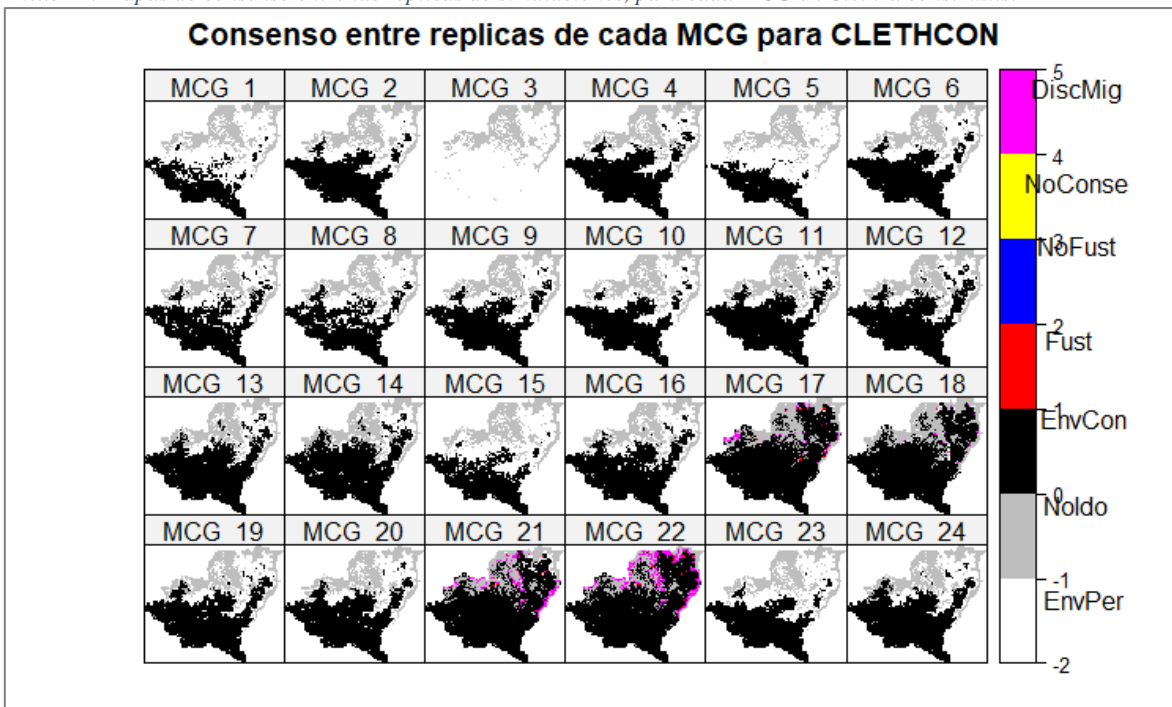 Consenso entre replicas de cada MCG para CLETHCON
MCG 1 MCG 2 MCG 3 MCG 4 MCG 5 MCG 6
MCG 7 MCG 8 MCG 9 MCG 10 MCG 11 MCG 12
MCG 13 MCG 14 MCG 15 MCG 16 MCG 17 MCG 18
MCG 19 MCG 20 MCG 21 MCG 22 MCG 23 MCG 24
5
DiscMig
4
NoConse
3
NoFust
2
Fust
1
EnvCon
0
NoIdo
-1
EnvPer
-2